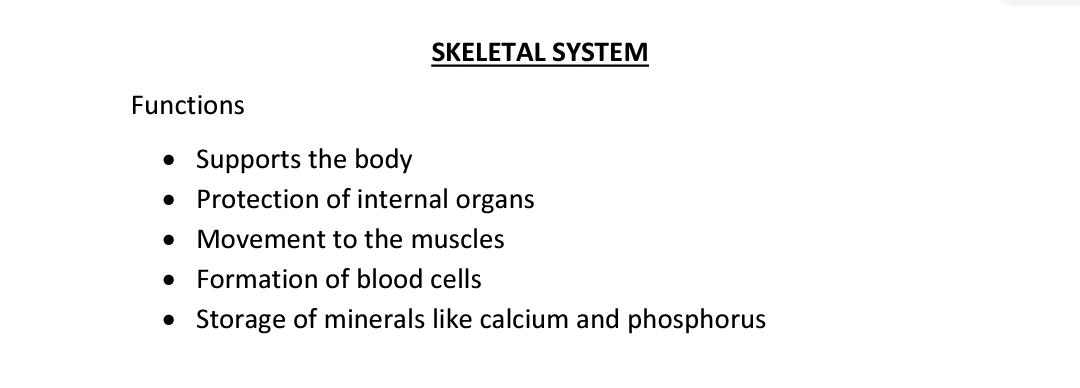 SKELETAL SYSTEM
Functions
• Supports the body
• Protection of internal organs
• Movement to the muscles
• Formation of blood cells
• Storage of minerals like calcium and phosphorus